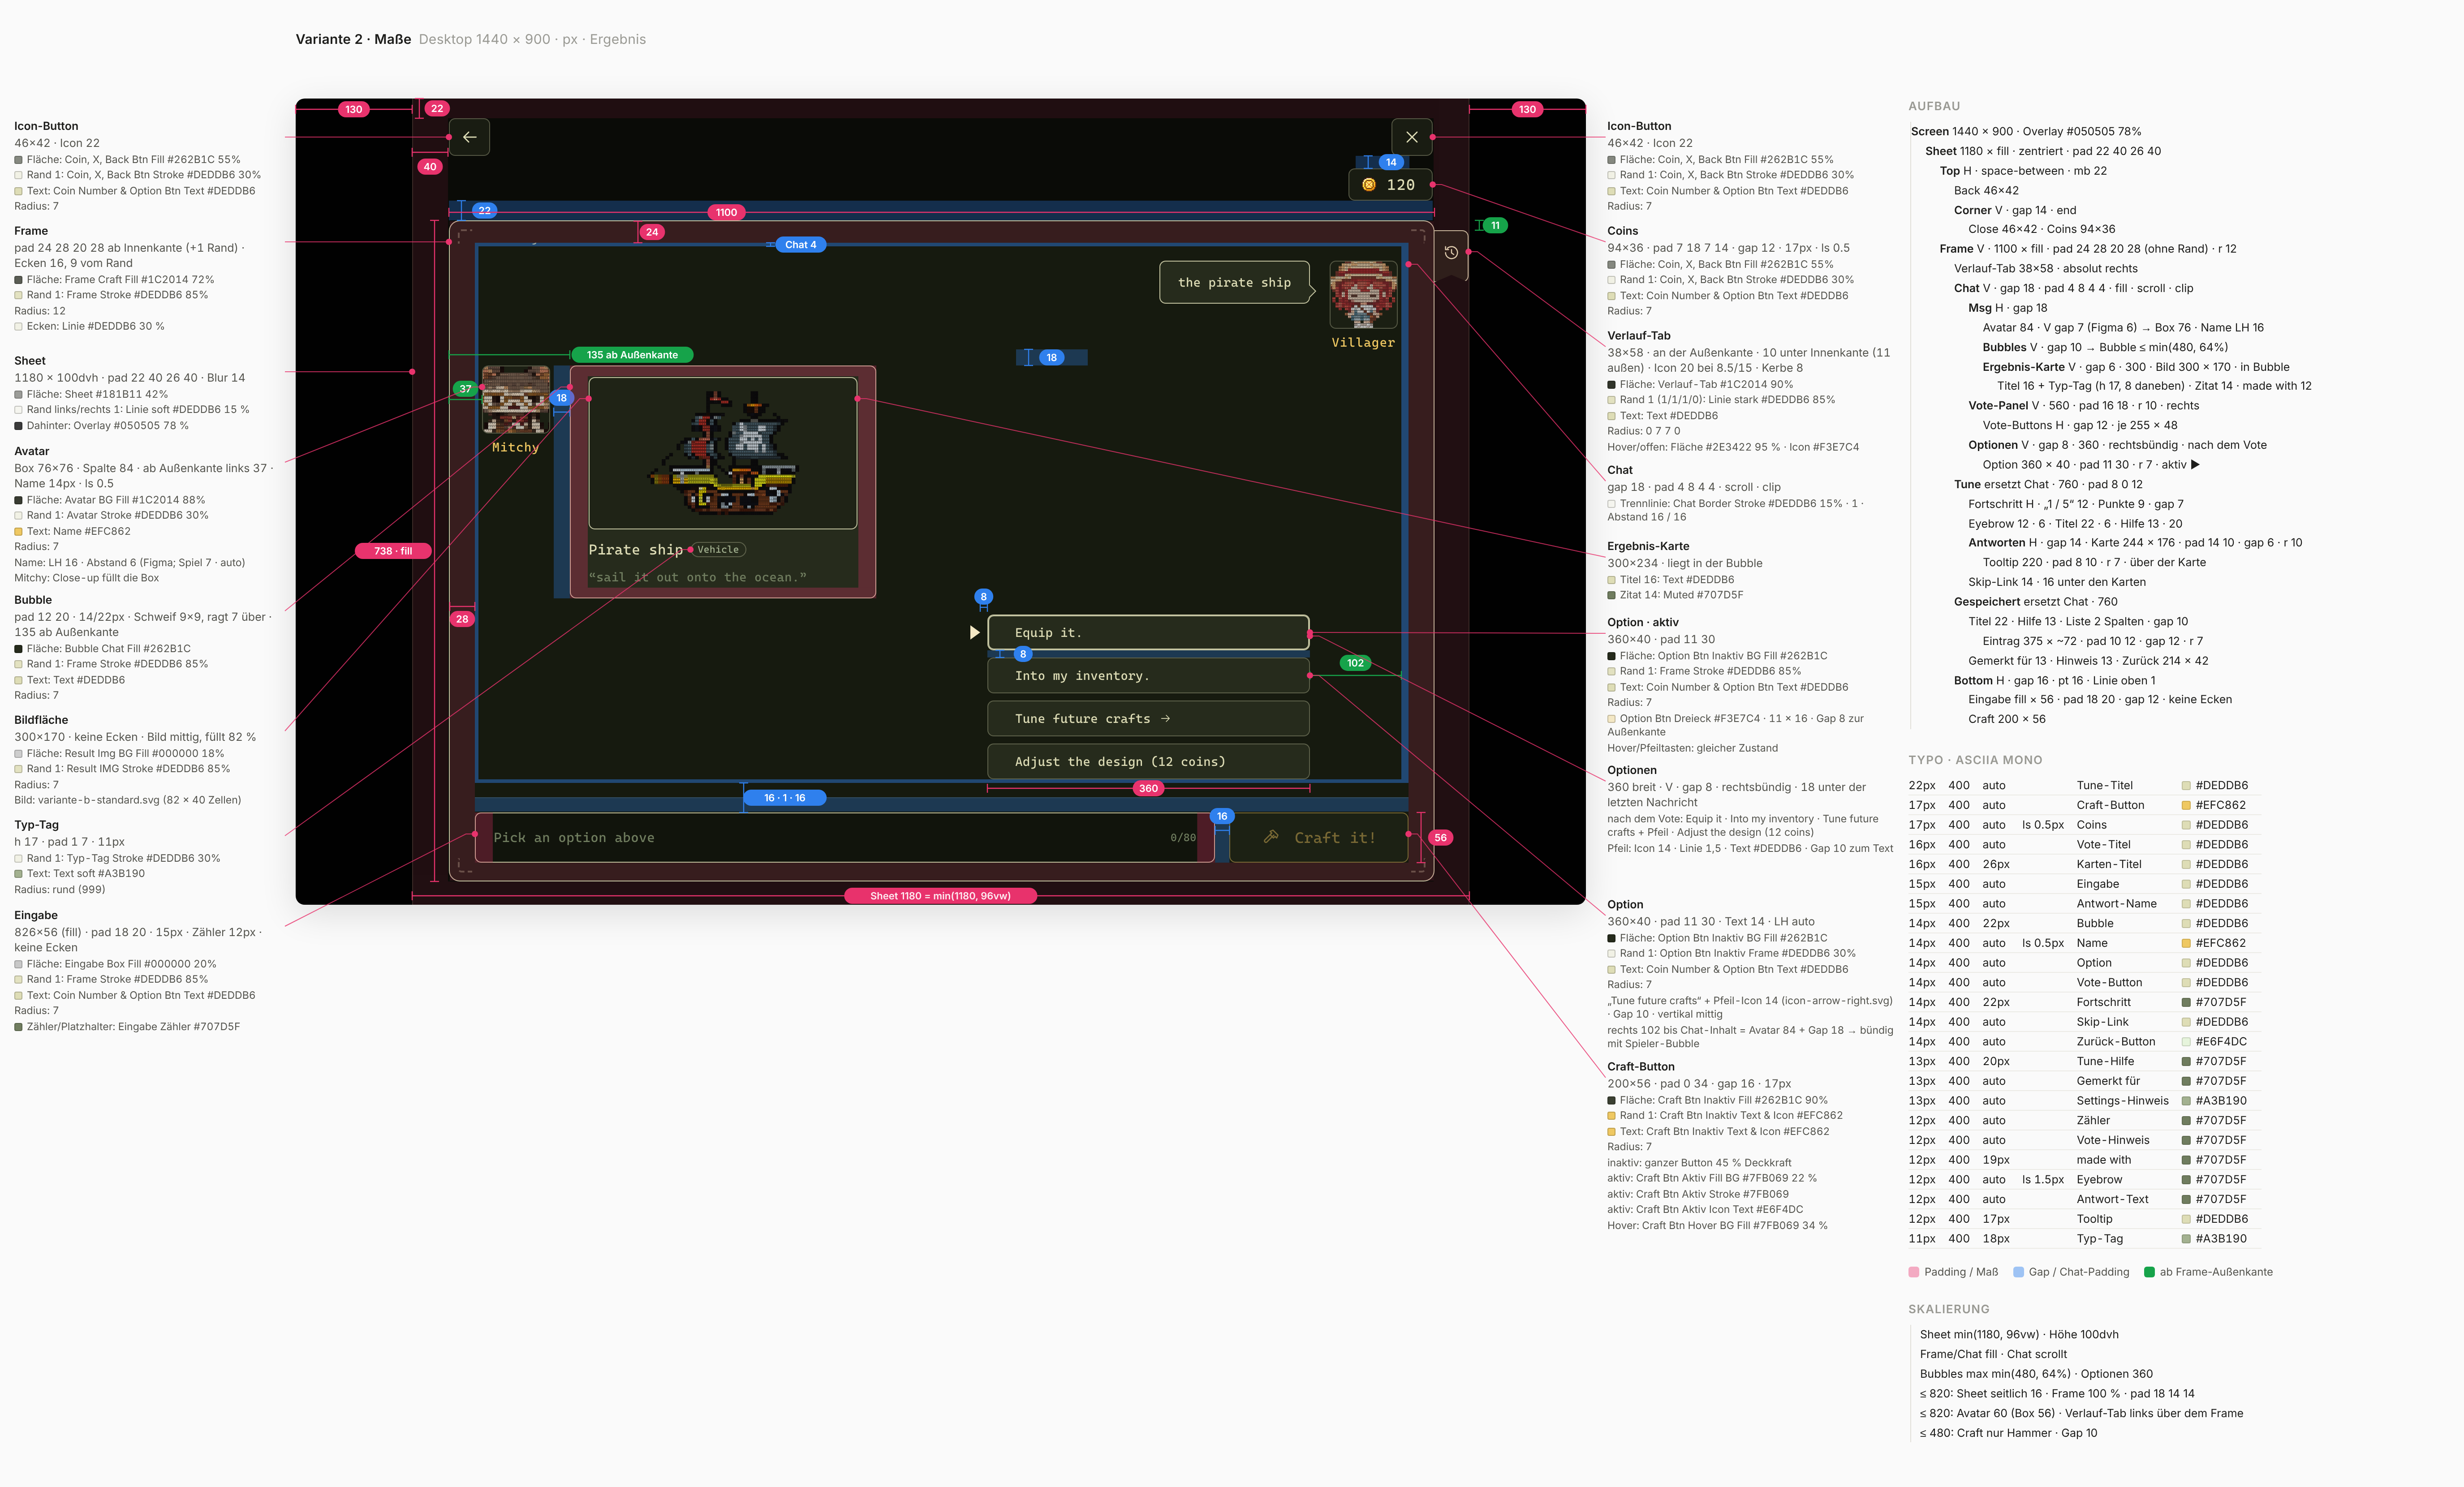 Variante 2 · Maße Desktop 1440 × 900 · px · Ergebnis
Icon-Button
46×42 · Icon 22
Fläche: Coin, X, Back Btn Fill #262B1C 55%
Rand 1: Coin, X, Back Btn Stroke #DEDDB6 30%
Text: Coin Number & Option Btn Text #DEDDB6
Radius: 7
Frame
pad 24 28 20 28 ab Innenkante (+1 Rand) ·
Ecken 16, 9 vom Rand
Fläche: Frame Craft Fill #1C2014 72%
Rand 1: Frame Stroke #DEDDB6 85%
Radius: 12
Ecken: Linie #DEDDB6 30 %
Sheet
1180 × 100dvh · pad 22 40 26 40 · Blur 14
Fläche: Sheet #181B11 42%
Rand links/rechts 1: Linie soft #DEDDB6 15 %
Dahinter: Overlay #050505 78 %
Avatar
Box 76×76 · Spalte 84 · ab Außenkante links 37 ·
Name 14px · ls 0.5
Fläche: Avatar BG Fill #1C2014 88%
Rand 1: Avatar Stroke #DEDDB6 30%
Text: Name #EFC862
Radius: 7
Name: LH 16 · Abstand 6 (Figma; Spiel 7 · auto)
Mitchy: Close-up füllt die Box
Bubble
pad 12 20 · 14/22px · Schweif 9×9, ragt 7 über ·
135 ab Außenkante
Fläche: Bubble Chat Fill #262B1C
Rand 1: Frame Stroke #DEDDB6 85%
Text: Text #DEDDB6
Radius: 7
Bildfläche
300×170 · keine Ecken · Bild mittig, füllt 82 %
Fläche: Result Img BG Fill #000000 18%
Rand 1: Result IMG Stroke #DEDDB6 85%
Radius: 7
Bild: variante-b-standard.svg (82 × 40 Zellen)
Typ-Tag
h 17 · pad 1 7 · 11px
Rand 1: Typ-Tag Stroke #DEDDB6 30%
Text: Text soft #A3B190
Radius: rund (999)
Eingabe
826×56 (fill) · pad 18 20 · 15px · Zähler 12px ·
keine Ecken
Fläche: Eingabe Box Fill #000000 20%
Rand 1: Frame Stroke #DEDDB6 85%
Text: Coin Number & Option Btn Text #DEDDB6
Radius: 7
Zähler/Platzhalter: Eingabe Zähler #707D5F
130
22
130
40
14
120
22
1100
11
24
Chat 4
the pirate ship
Villager
135 ab Außenkante
18
37
18
Mitchy
738 · fill
Pirate ship
Vehicle
“sail it out onto the ocean.”
28
8
Equip it.
8
102
Into my inventory.
Tune future crafts →
Adjust the design (12 coins)
360
16 · 1 · 16
16
Pick an option above
0/80
Craft it!
56
Sheet 1180 = min(1180, 96vw)
Icon-Button
46×42 · Icon 22
Fläche: Coin, X, Back Btn Fill #262B1C 55%
Rand 1: Coin, X, Back Btn Stroke #DEDDB6 30%
Text: Coin Number & Option Btn Text #DEDDB6
Radius: 7
Coins
94×36 · pad 7 18 7 14 · gap 12 · 17px · ls 0.5
Fläche: Coin, X, Back Btn Fill #262B1C 55%
Rand 1: Coin, X, Back Btn Stroke #DEDDB6 30%
Text: Coin Number & Option Btn Text #DEDDB6
Radius: 7
Verlauf-Tab
38×58 · an der Außenkante · 10 unter Innenkante (11
außen) · Icon 20 bei 8.5/15 · Kerbe 8
Fläche: Verlauf-Tab #1C2014 90%
Rand 1 (1/1/1/0): Linie stark #DEDDB6 85%
Text: Text #DEDDB6
Radius: 0 7 7 0
Hover/offen: Fläche #2E3422 95 % · Icon #F3E7C4
Chat
gap 18 · pad 4 8 4 4 · scroll · clip
Trennlinie: Chat Border Stroke #DEDDB6 15% · 1 ·
Abstand 16 / 16
Ergebnis-Karte
300×234 · liegt in der Bubble
Titel 16: Text #DEDDB6
Zitat 14: Muted #707D5F
Option · aktiv
360×40 · pad 11 30
Fläche: Option Btn Inaktiv BG Fill #262B1C
Rand 1: Frame Stroke #DEDDB6 85%
Text: Coin Number & Option Btn Text #DEDDB6
Radius: 7
Option Btn Dreieck #F3E7C4 · 11 × 16 · Gap 8 zur
Außenkante
Hover/Pfeiltasten: gleicher Zustand
Optionen
360 breit · V · gap 8 · rechtsbündig · 18 unter der
letzten Nachricht
nach dem Vote: Equip it · Into my inventory · Tune future
crafts + Pfeil · Adjust the design (12 coins)
Pfeil: Icon 14 · Linie 1,5 · Text #DEDDB6 · Gap 10 zum Text
Option
360×40 · pad 11 30 · Text 14 · LH auto
Fläche: Option Btn Inaktiv BG Fill #262B1C
Rand 1: Option Btn Inaktiv Frame #DEDDB6 30%
Text: Coin Number & Option Btn Text #DEDDB6
Radius: 7
„Tune future crafts“ + Pfeil-Icon 14 (icon-arrow-right.svg)
· Gap 10 · vertikal mittig
rechts 102 bis Chat-Inhalt = Avatar 84 + Gap 18 → bündig
mit Spieler-Bubble
Craft-Button
200×56 · pad 0 34 · gap 16 · 17px
Fläche: Craft Btn Inaktiv Fill #262B1C 90%
Rand 1: Craft Btn Inaktiv Text & Icon #EFC862
Text: Craft Btn Inaktiv Text & Icon #EFC862
Radius: 7
inaktiv: ganzer Button 45 % Deckkraft
aktiv: Craft Btn Aktiv Fill BG #7FB069 22 %
aktiv: Craft Btn Aktiv Stroke #7FB069
aktiv: Craft Btn Aktiv Icon Text #E6F4DC
Hover: Craft Btn Hover BG Fill #7FB069 34 %
AUFBAU
Screen 1440 × 900 · Overlay #050505 78%
Sheet 1180 × fill · zentriert · pad 22 40 26 40
Top H · space-between · mb 22
Back 46×42
Corner V · gap 14 · end
Close 46×42 · Coins 94×36
Frame V · 1100 × fill · pad 24 28 20 28 (ohne Rand) · r 12
Verlauf-Tab 38×58 · absolut rechts
Chat V · gap 18 · pad 4 8 4 4 · fill · scroll · clip
Msg H · gap 18
Avatar 84 · V gap 7 (Figma 6) → Box 76 · Name LH 16
Bubbles V · gap 10 → Bubble ≤ min(480, 64%)
Ergebnis-Karte V · gap 6 · 300 · Bild 300 × 170 · in Bubble
Titel 16 + Typ-Tag (h 17, 8 daneben) · Zitat 14 · made with 12
Vote-Panel V · 560 · pad 16 18 · r 10 · rechts
Vote-Buttons H · gap 12 · je 255 × 48
Optionen V · gap 8 · 360 · rechtsbündig · nach dem Vote
Option 360 × 40 · pad 11 30 · r 7 · aktiv ▶
Tune ersetzt Chat · 760 · pad 8 0 12
Fortschritt H · „1 / 5“ 12 · Punkte 9 · gap 7
Eyebrow 12 · 6 · Titel 22 · 6 · Hilfe 13 · 20
Antworten H · gap 14 · Karte 244 × 176 · pad 14 10 · gap 6 · r 10
Tooltip 220 · pad 8 10 · r 7 · über der Karte
Skip-Link 14 · 16 unter den Karten
Gespeichert ersetzt Chat · 760
Titel 22 · Hilfe 13 · Liste 2 Spalten · gap 10
Eintrag 375 × ~72 · pad 10 12 · gap 12 · r 7
Gemerkt für 13 · Hinweis 13 · Zurück 214 × 42
Bottom H · gap 16 · pt 16 · Linie oben 1
Eingabe fill × 56 · pad 18 20 · gap 12 · keine Ecken
Craft 200 × 56
TYPO · ASCIIA MONO
22px 400 auto Tune-Titel #DEDDB6
17px 400 auto Craft-Button #EFC862
17px 400 auto ls 0.5px Coins #DEDDB6
16px 400 auto Vote-Titel #DEDDB6
16px 400 26px Karten-Titel #DEDDB6
15px 400 auto Eingabe #DEDDB6
15px 400 auto Antwort-Name #DEDDB6
14px 400 22px Bubble #DEDDB6
14px 400 auto ls 0.5px Name #EFC862
14px 400 auto Option #DEDDB6
14px 400 auto Vote-Button #DEDDB6
14px 400 22px Fortschritt #707D5F
14px 400 auto Skip-Link #DEDDB6
14px 400 auto Zurück-Button #E6F4DC
13px 400 20px Tune-Hilfe #707D5F
13px 400 auto Gemerkt für #707D5F
13px 400 auto Settings-Hinweis #A3B190
12px 400 auto Zähler #707D5F
12px 400 auto Vote-Hinweis #707D5F
12px 400 19px made with #707D5F
12px 400 auto ls 1.5px Eyebrow #707D5F
12px 400 auto Antwort-Text #707D5F
12px 400 17px Tooltip #DEDDB6
11px 400 18px Typ-Tag #A3B190
Padding / Maß Gap / Chat-Padding ab Frame-Außenkante
SKALIERUNG
Sheet min(1180, 96vw) · Höhe 100dvh
Frame/Chat fill · Chat scrollt
Bubbles max min(480, 64%) · Optionen 360
≤ 820: Sheet seitlich 16 · Frame 100 % · pad 18 14 14
≤ 820: Avatar 60 (Box 56) · Verlauf-Tab links über dem Frame
≤ 480: Craft nur Hammer · Gap 10